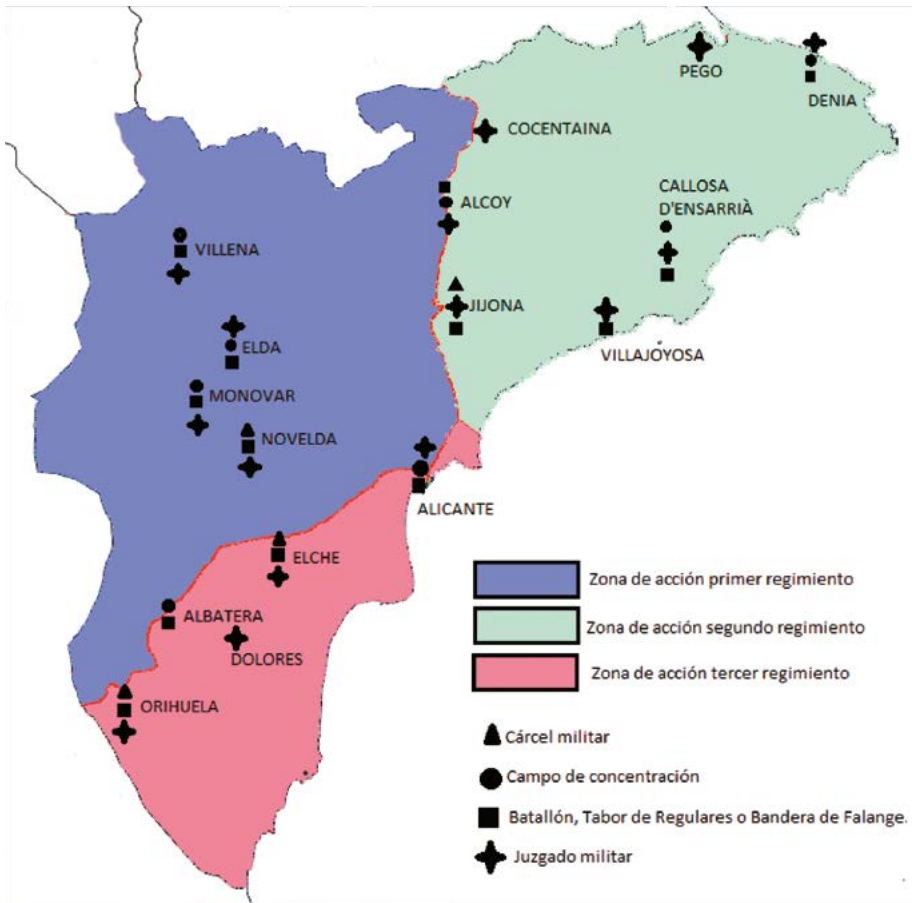 PEGO
DENIA
COCENTAINA
CALLOSA
D'ENSARRIÀ
ALCOY
VILLENA
JIJONA
VILLAJOYOSA
ELDA
MONOVAR
NOVELDA
ALICANTE
ELCHE
ALBATERA
DOLORES
ORIHUELA
Zona de acción primer regimiento
Zona de acción segundo regimiento
Zona de acción tercer regimiento
Cárcel militar
Campo de concentración
Batallón, Tabor de Regulares o Bandera de Falange.
Juzgado militar